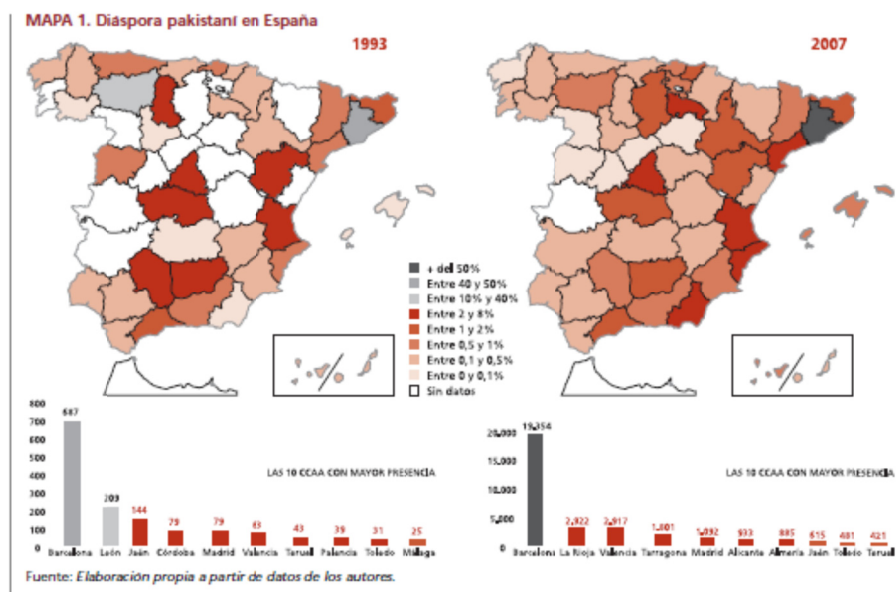 MAPA 1. Diáspora pakistaní en España
1993
2007
+ del 50%
Entre 40 y 50%
Entre 10% y 40%
Entre 2 y 8%
Entre 1 y 2%
Entre 0,5 y 1%
Entre 0,1 y 0,5%
Entre 0 y 0,1%
Sin datos
800
700
600
500
400
300
200
100
0
687
209
144
79
79
63
43
39
31
25
LAS 10 CCAA CON MAYOR PRESENCIA
Barcelona León Jaén Córdoba Madrid Valencia Teruel Palencia Toledo Málaga
20.000
15.000
10.000
5.000
0
19.354
2.922
2.917
1.801
1.092
933
885
615
481
421
LAS 10 CCAA CON MAYOR PRESENCIA
Barcelona La Rioja Valencia Tarragona Madrid Alicante Almería Jaén Toledo Teruel
Fuente: Elaboración propia a partir de datos de los autores.